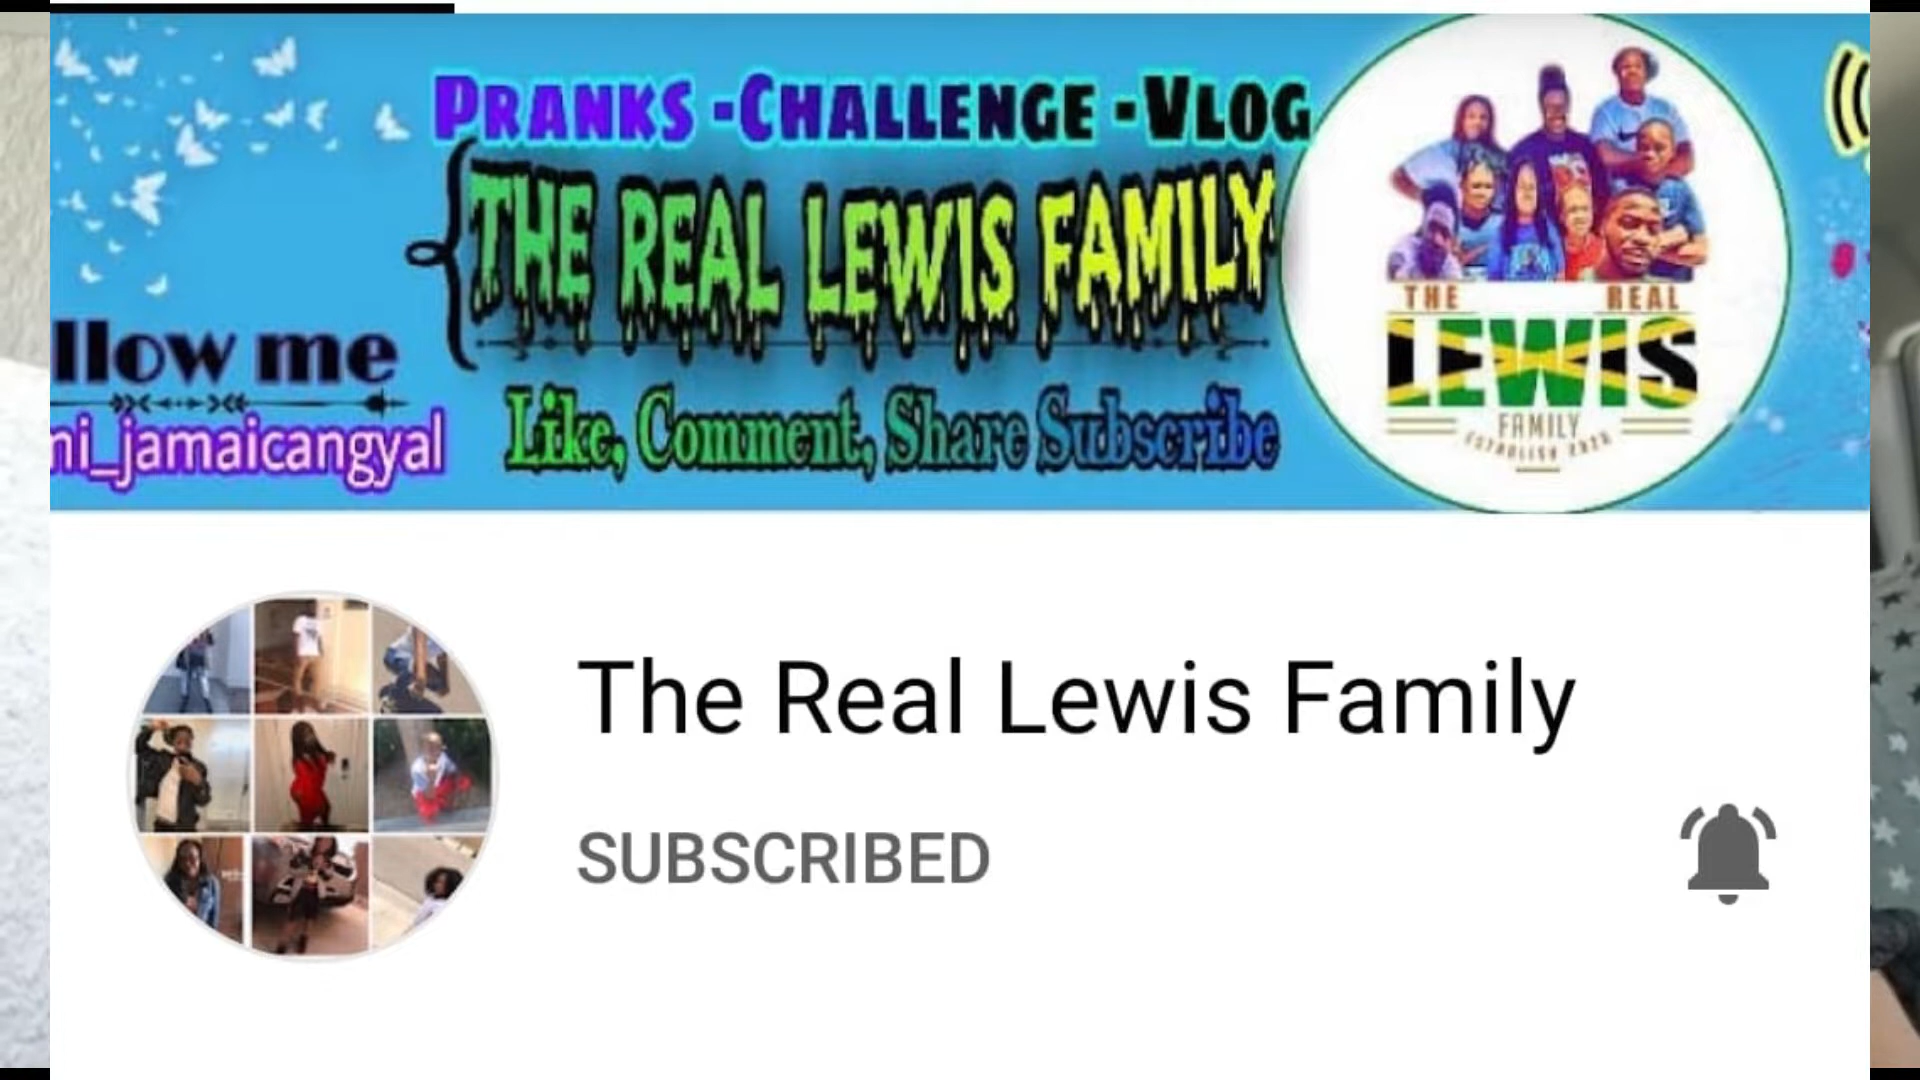 PRANKS - CHALLENGE - VLOG
THE REAL LEWIS FAMILY
llow me
ni_jamaicangyal
Like, Comment, Share Subscribe
THE REAL
LEWIS
FAMILY
The Real Lewis Family
SUBSCRIBED